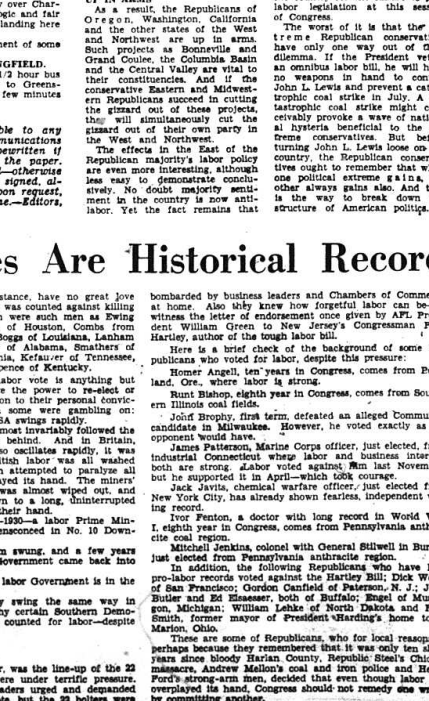 y over Char-
ogic and fair
landing here
ment of some
NGFIELD.
1/2 hour bus
to Greens-
few minutes
ble to any
munications
ewritten if
the paper.
—otherwise
signed, al-
pon request,
ne.—Editors,
As a result, the Republicans of
Oregon, Washington, California
and the other states of the West
and Northwest are up in arms.
Such projects as Bonneville and
Grand Coulee, the Columbia Basin
and the Central Valley are vital to
their constituencies. And if the
conservative Eastern and Midwest-
ern Republicans succeed in cutting
the gizzard out of these projects,
they will simultaneously cut the
gizzard out of their own party in
the West and Northwest.
The effects in the East of the
Republican majority's labor policy
are even more interesting, although
less easy to demonstrate conclu-
sively. No doubt majority senti-
ment in the country is now anti-
labor. Yet the fact remains that
labor legislation at this ses
of Congress.
The worst of it is that the
treme Republican conservati
have only one way out of th
dilemma. If the President vet
an omnibus labor bill, he will h
no weapons in hand to con
John L. Lewis and prevent a cat
trophic coal strike in July. A
tastrophic coal strike might c
ceivably provoke a wave of nati
al hysteria beneficial to the
treme conservatives. But bef
turning John L. Lewis loose on
country, the Republican conser
tives ought to remember that wh
one political extreme gains,
other always gains also. And t
is the way to break down
structure of American politics.
es Are Historical Recor
stance, have no great love
was counted against killing
n were such men as Ewing
of Houston, Combs from
Boggs of Louisiana, Lanham
of Alabama, Smathers of
nia, Kefauver of Tennessee,
pence of Kentucky.
labor vote is anything but
e the power to re-elect or
on to their personal convic-
some were gambling on:
SA swings rapidly.
most invariably followed the
behind. And in Britain,
so oscillates rapidly, it was
itish labor was all washed
n attempted to paralyze all
ayed its hand. The miners'
was almost wiped out, and
wn to a long, uninterrupted
their hand.
-1930—a labor Prime Min-
ensconced in No. 10 Down-
m swung, and a few years
Government came back into
labor Government is in the
y swing the same way in
hy certain Southern Demo-
counted for labor—despite
r, was the line-up of the 22
ere under terrific pressure.
aders urged and demanded
te, but the 22 bolters were
bombarded by business leaders and Chambers of Comme
at home. Also they knew how forgetful labor can be-
witness the letter of endorsement once given by AFL Pr
dent William Green to New Jersey's Congressman F
Hartley, author of the tough labor bill.
Here is a brief check of the background of some
publicans who voted for labor, despite this pressure:
Homer Angell, ten years in Congress, comes from Po
land, Ore., where labor is strong.
Runt Bishop, eighth year in Congress, comes from Sou
ern Illinois coal fields.
John Brophy, first term, defeated an alleged Commu
candidate in Milwaukee. However, he voted exactly as
opponent would have.
James Patterson, Marine Corps officer, just elected, f
industrial Connecticut where labor and business inter
both are strong. Labor voted against him last Novem
but he supported it in April—which took courage.
Jack Javits, chemical warfare officer, just elected f
New York City, has already shown fearless, independent v
ing record.
Ivor Fenton, a doctor with long record in World W
I, eighth year in Congress, comes from Pennsylvania anth
cite coal region.
Mitchell Jenkins, colonel with General Stilwell in Bur
just elected from Pennsylvania anthracite region.
In addition, the following Republicans who have l
pro-labor records voted against the Hartley Bill; Dick W
of San Francisco; Gordon Canfield of Paterson, N. J.; J
Butler and Ed Elsaesser, both of Buffalo; Engel of Mus
gon, Michigan; William Lehke of North Dakota and F
Smith, former mayor of President Harding's home to
Marion, Ohio.
These are some of Republicans, who for local reasons
perhaps because they remembered that it was only ten s
years since bloody Harlan County, Republic Steel's Chic
massacre, Andrew Mellon's coal and iron police and He
Ford's strong-arm men, decided that even though labor
overplayed its hand, Congress should not remedy one w
by committing another.